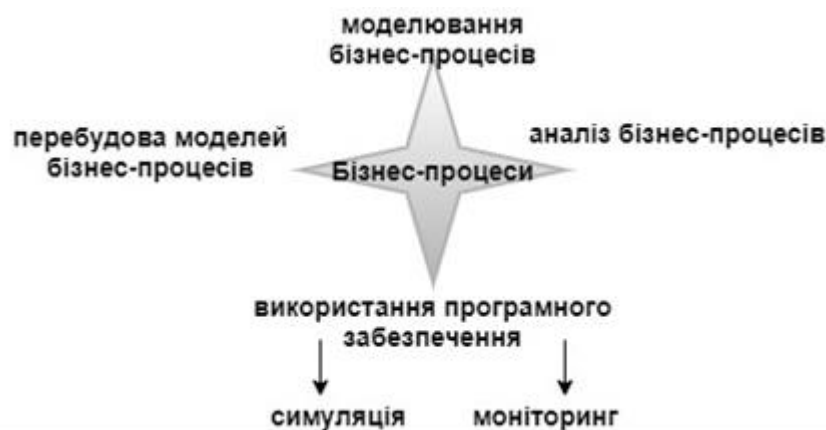 моделювання
бізнес-процесів
перебудова моделей
бізнес-процесів
аналіз бізнес-процесів
Бізнес-процеси
використання програмного
забезпечення
симуляція
моніторинг